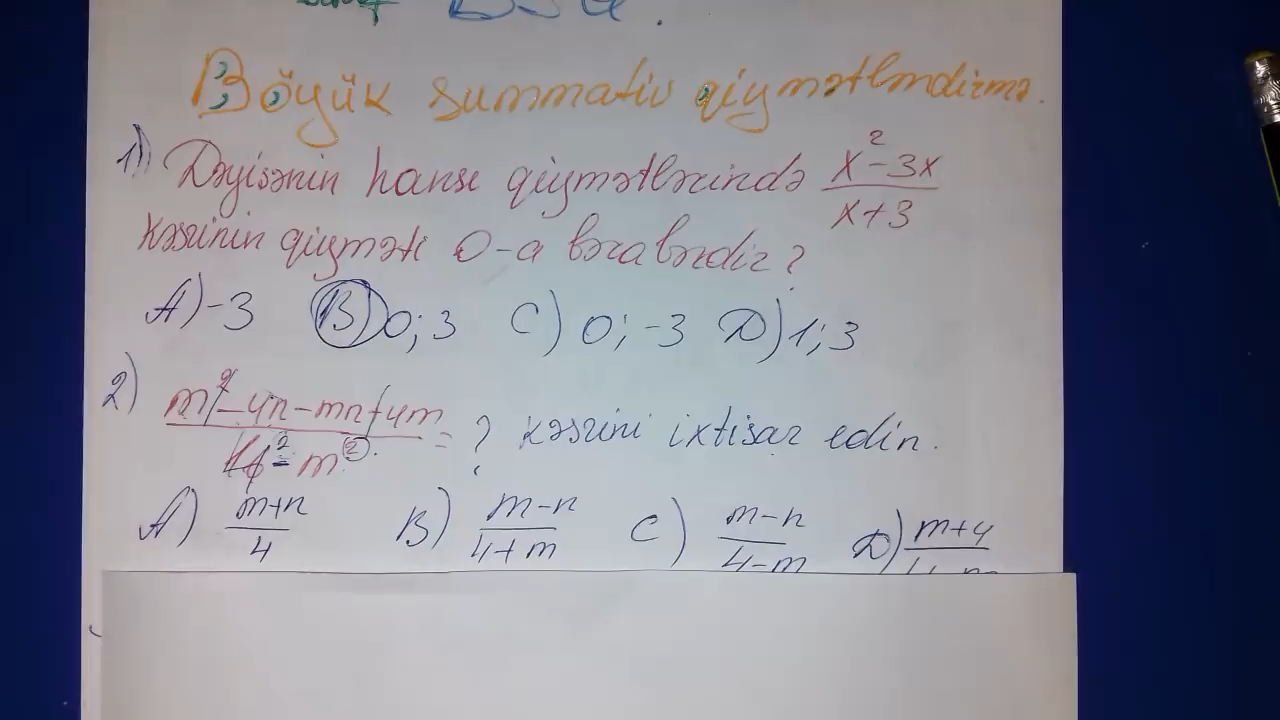 Böyük summativ qiymətləndirmə.
1) Dəyişənin hansı qiymətlərində x² - 3x / x + 3
kəsrinin qiyməti 0-a bərabərdir?
A) -3 B) 0; 3 C) 0; -3 D) 1; 3
2) m² - 4n - mn + 4m / 4² - m² = ? kəsrini ixtisar edin.
A) m+n / 4 B) m-n / 4+m C) m-n / 4-m D) m+4 /